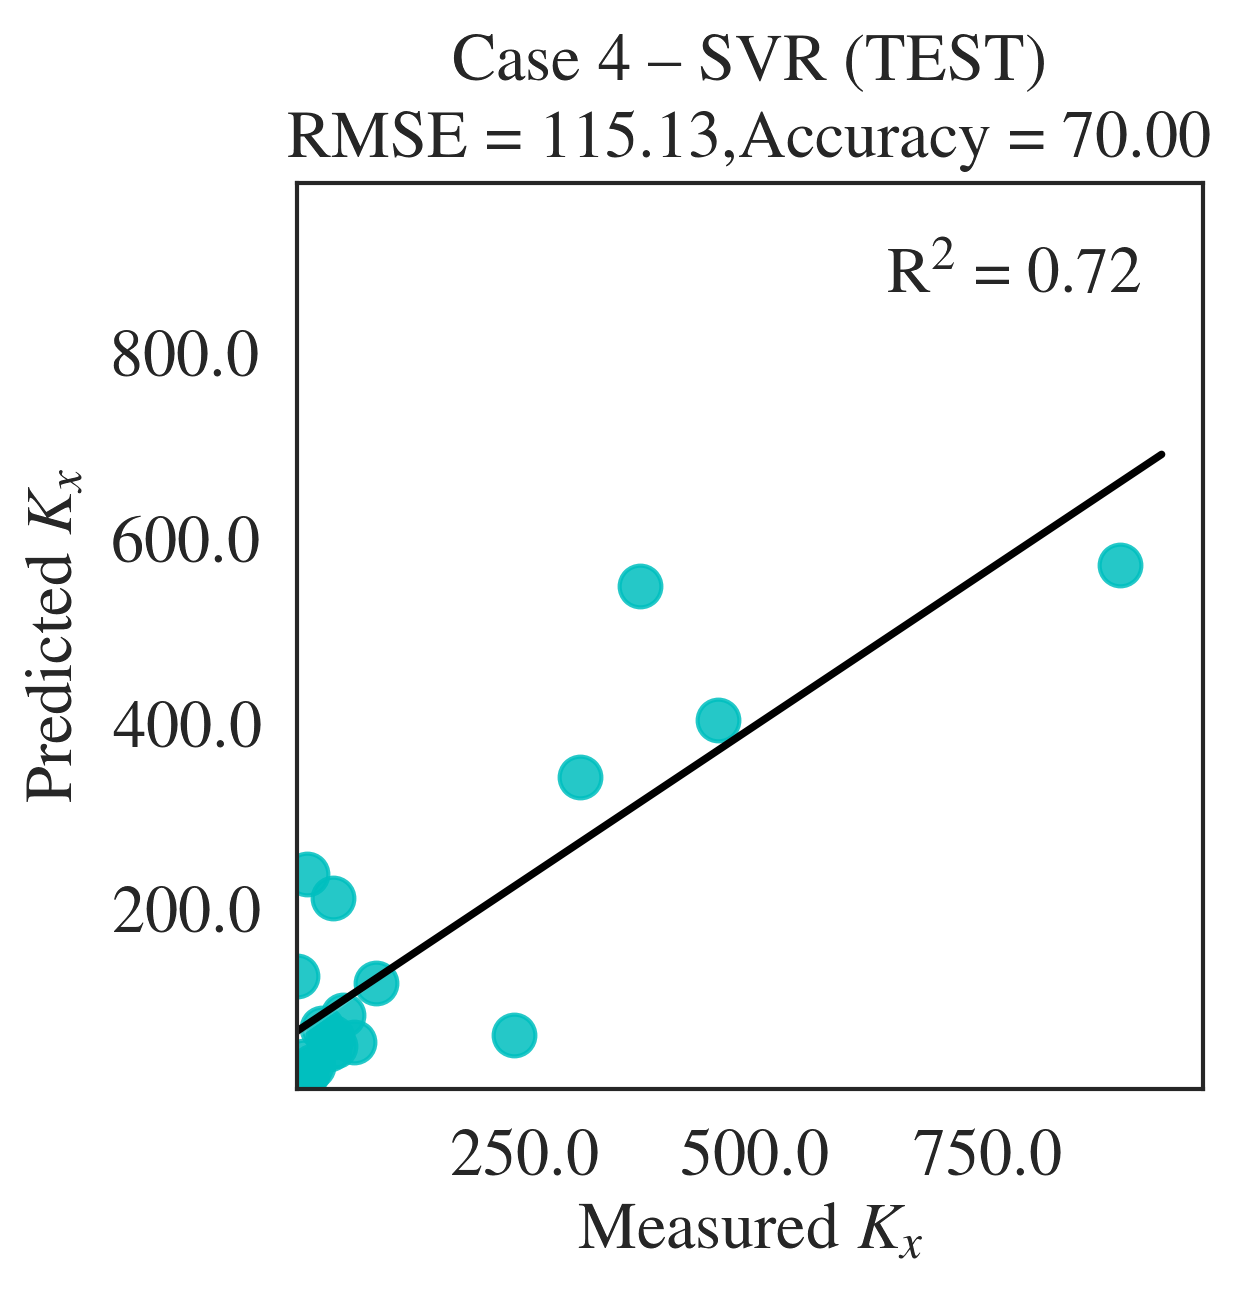 Case 4 – SVR (TEST)
RMSE = 115.13,Accuracy = 70.00
R² = 0.72
800.0
600.0
400.0
200.0
Predicted Kₓ
250.0 500.0 750.0
Measured Kₓ